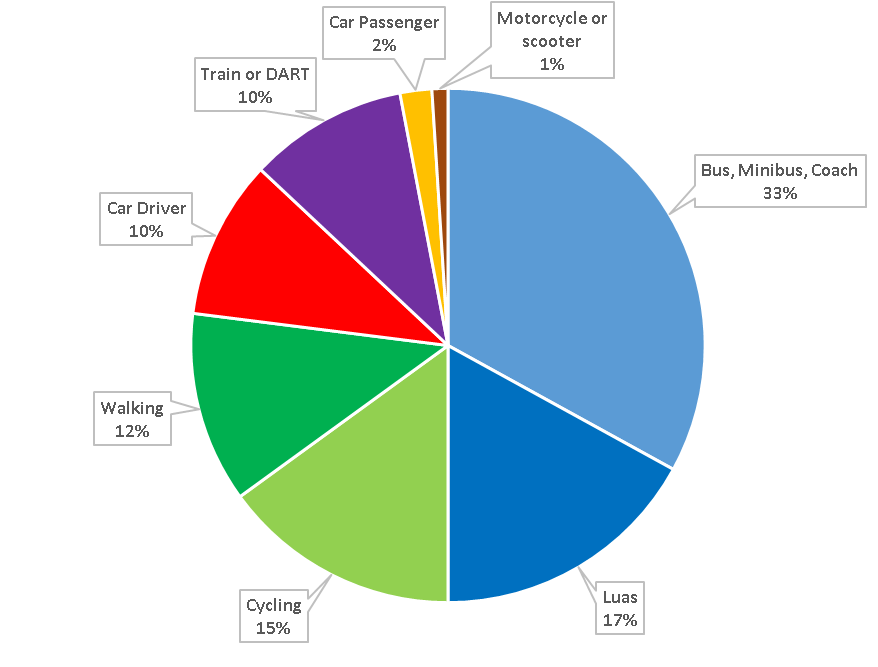 Car Passenger
2%
Motorcycle or
scooter
1%
Train or DART
10%
Bus, Minibus, Coach
33%
Car Driver
10%
Walking
12%
Cycling
15%
Luas
17%